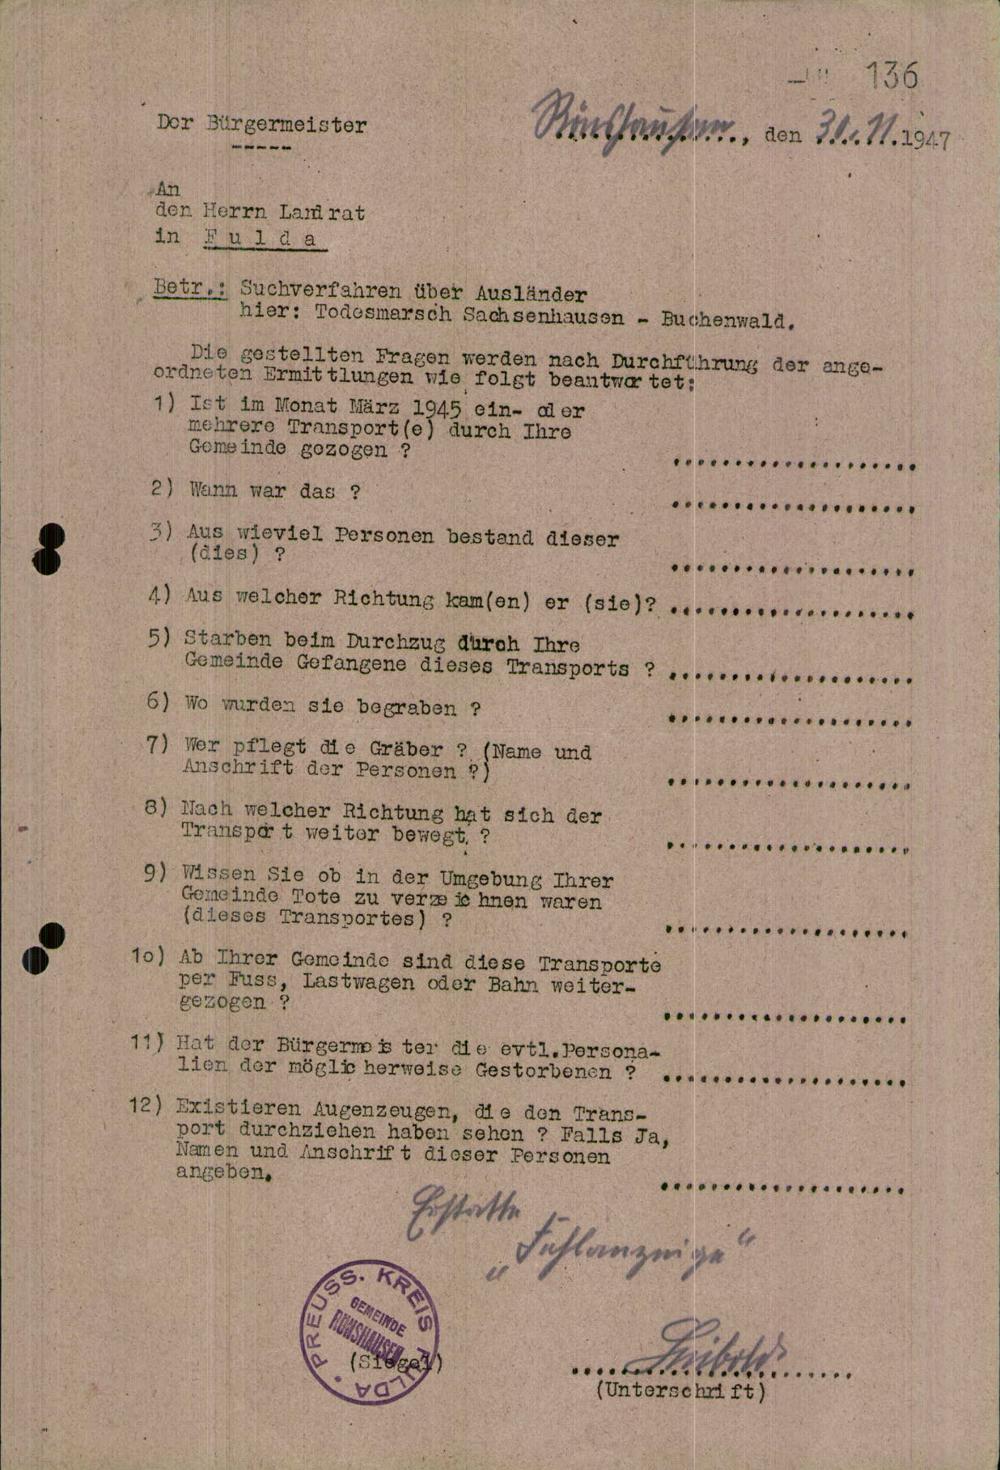 136
Der Bürgermeister
-----
Rönshausen, den 30.11.1947
An
den Herrn Landrat
in Fulda
Betr.: Suchverfahren über Ausländer
hier: Todesmarsch Sachsenhausen - Buchenwald.
Die gestellten Fragen werden nach Durchführung der ange-
ordneten Ermittlungen wie folgt beantwortet:
1) Ist im Monat März 1945 ein- oder
mehrere Transport(e) durch Ihre
Gemeinde gezogen ? ....................
2) Wann war das ? ....................
3) Aus wieviel Personen bestand dieser
(dies) ? ....................
4) Aus welcher Richtung kam(en) er (sie)? ....................
5) Starben beim Durchzug durch Ihre
Gemeinde Gefangene dieses Transports ? ....................
6) Wo wurden sie begraben ? ....................
7) Wer pflegt die Gräber ? (Name und
Anschrift der Personen ?) ....................
8) Nach welcher Richtung hat sich der
Transport weiter bewegt, ? ....................
9) Wissen Sie ob in der Umgebung Ihrer
Gemeinde Tote zu verzeichnen waren
(dieses Transportes) ? ....................
10) Ab Ihrer Gemeinde sind diese Transporte
per Fuss, Lastwagen oder Bahn weiter-
gezogen ? ....................
11) Hat der Bürgermeister die evtl. Persona-
lien der möglicherweise Gestorbenen ? ....................
12) Existieren Augenzeugen, die den Trans-
port durchziehen haben sehen ? Falls Ja,
Namen und Anschrift dieser Personen
angeben. ....................
Erstatte
„Fehlanzeige“
PREUSS. KREIS FULDA
GEMEINDE
RÖNSHAUSEN
(Siegel)
Leibold
(Unterschrift)